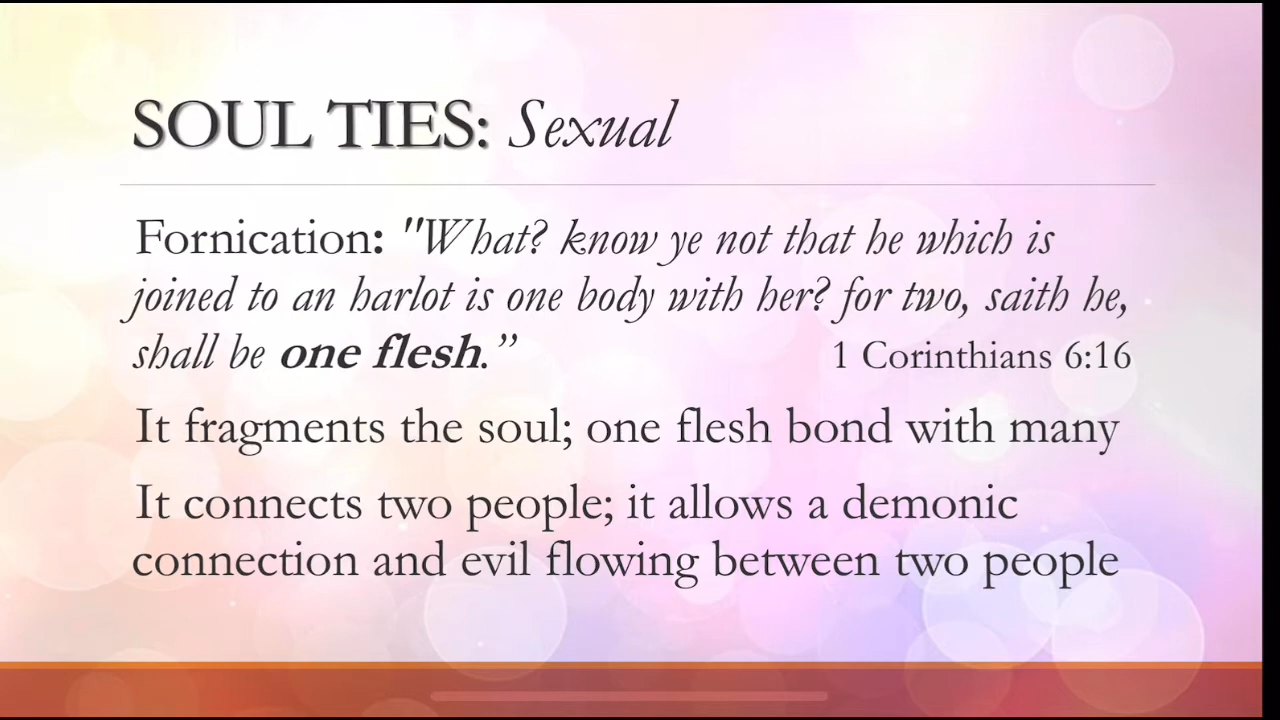 SOUL TIES: Sexual
Fornication: "What? know ye not that he which is
joined to an harlot is one body with her? for two, saith he,
shall be one flesh.” 1 Corinthians 6:16
It fragments the soul; one flesh bond with many
It connects two people; it allows a demonic
connection and evil flowing between two people